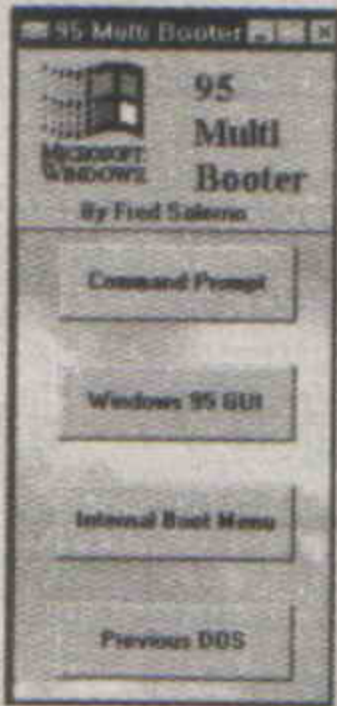 95 Multi Booter
MICROSOFT
WINDOWS
95
Multi
Booter
By Fred Salerno
Command Prompt
Windows 95 GUI
Internal Boot Menu
Previous DOS